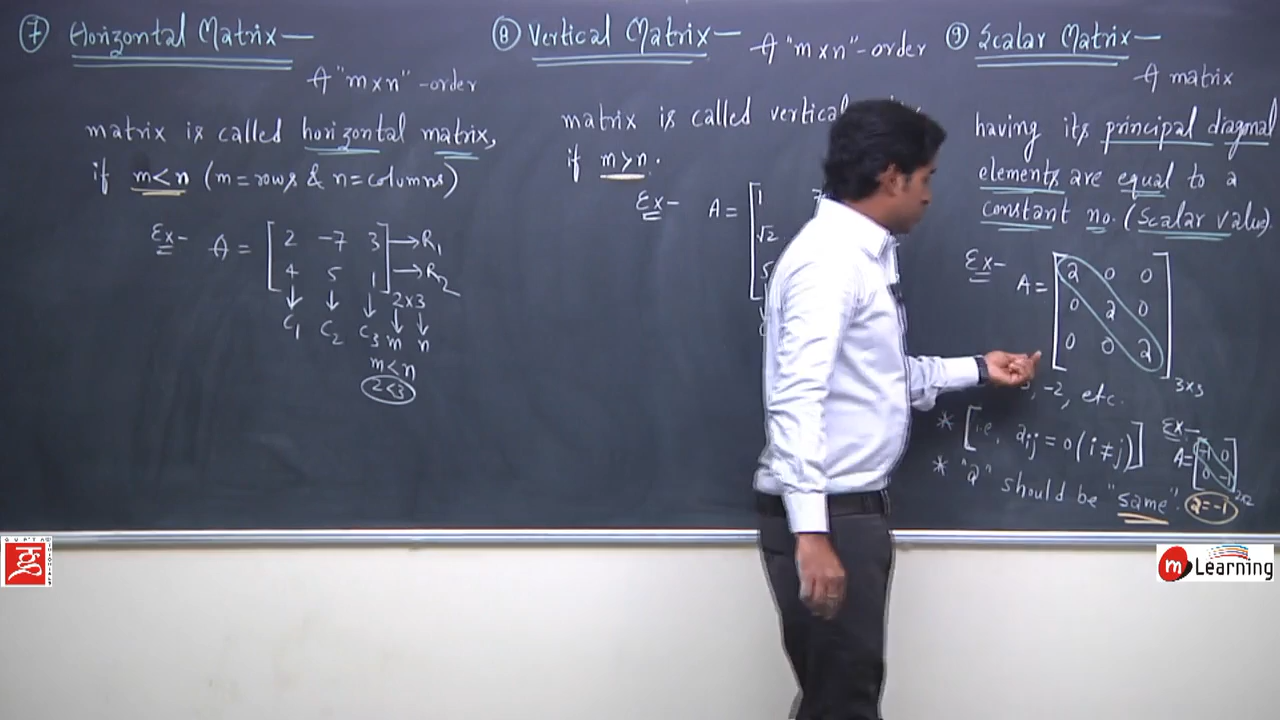 ⑦ Horizontal Matrix—
A "m×n"-order
matrix is called horizontal matrix,
if m<n (m=rows & n=columns)
Ex- A = [2 -7 3] → R₁
[4 5 1] → R₂
2×3
C₁ C₂ C₃ m n
m<n
2<3
⑧ Vertical Matrix—
A "m×n"-order
matrix is called vertical
if m>n.
Ex- A = [1
√2
5
⑨ Scalar Matrix—
A matrix
having its principal diagonal
elements are equal to a
constant no. (Scalar value).
Ex- A = [2 0 0]
[0 2 0]
[0 0 2]
3×3
, -2, etc.
* [i.e. aij = 0 (i≠j)]
* "a" should be "same".
Ex-
A= [-1 0]
[0 -1]
2×2
a=-1
GUPTA TUTORIALS
m Learning